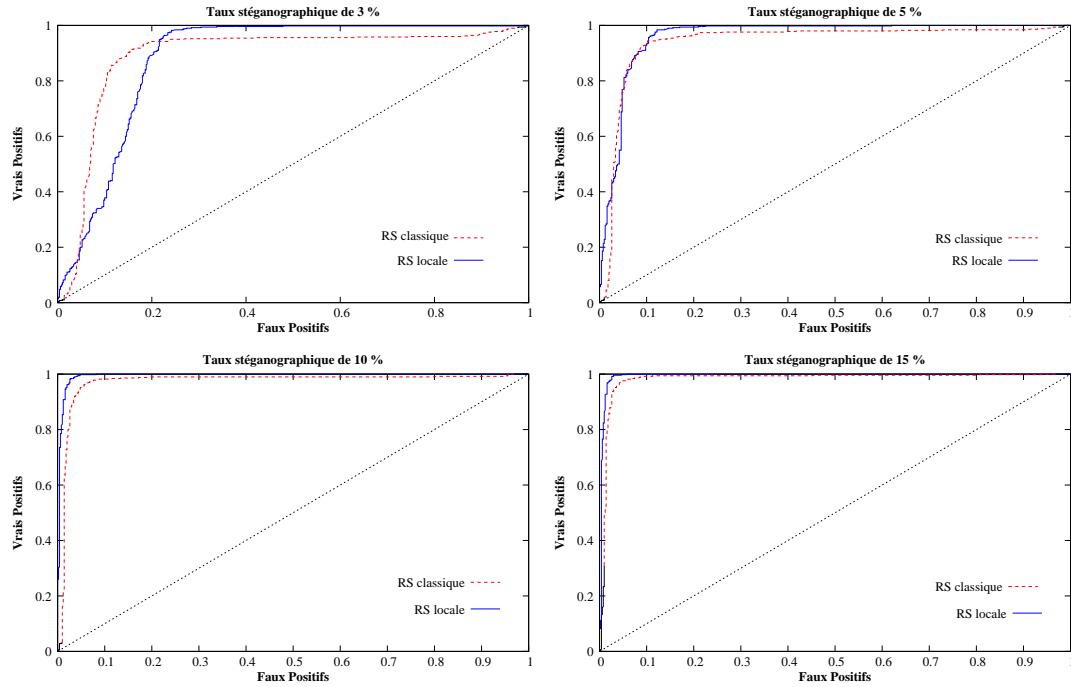 Taux stéganographique de 3 %
1
0.8
0.6
0.4
0.2
0
Vrais Positifs
RS classique
RS locale
0 0.2 0.4 0.6 0.8 1
Faux Positifs
Taux stéganographique de 5 %
1
0.8
0.6
0.4
0.2
0
Vrais Positifs
RS classique
RS locale
0 0.1 0.2 0.3 0.4 0.5 0.6 0.7 0.8 0.9 1
Faux Positifs
Taux stéganographique de 10 %
1
0.8
0.6
0.4
0.2
0
Vrais Positifs
RS classique
RS locale
0 0.1 0.2 0.3 0.4 0.5 0.6 0.7 0.8 0.9 1
Faux Positifs
Taux stéganographique de 15 %
1
0.8
0.6
0.4
0.2
0
Vrais Positifs
RS classique
RS locale
0 0.1 0.2 0.3 0.4 0.5 0.6 0.7 0.8 0.9 1
Faux Positifs